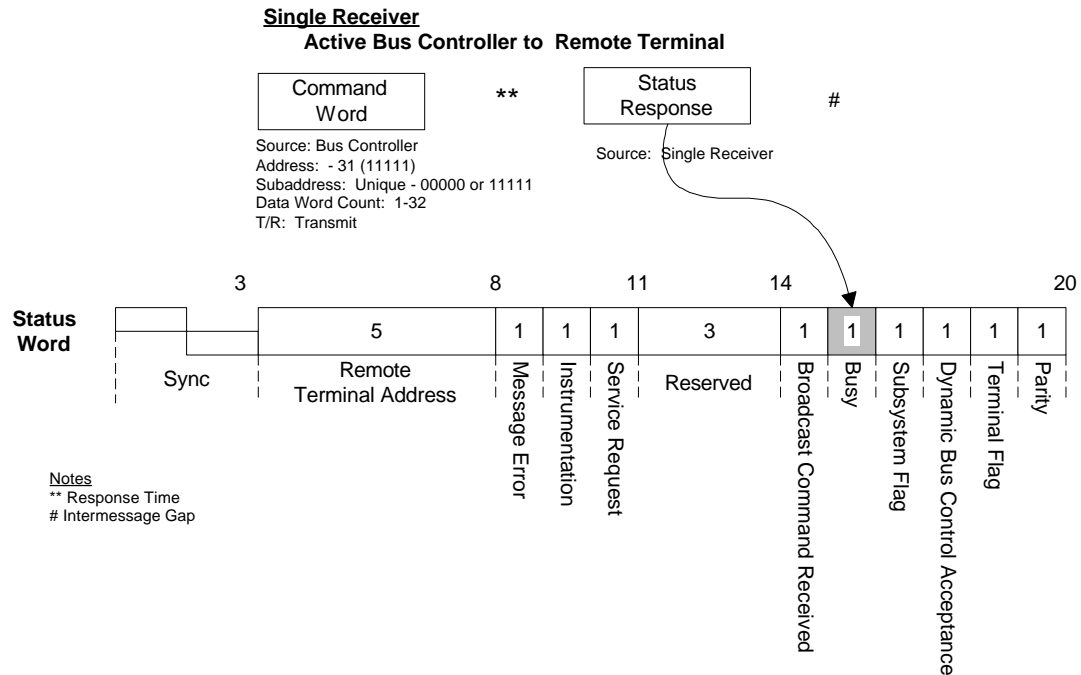 Single Receiver
Active Bus Controller to Remote Terminal
Command
Word
**
Status
Response
#
Source: Bus Controller
Address: - 31 (11111)
Subaddress: Unique - 00000 or 11111
Data Word Count: 1-32
T/R: Transmit
Source: Single Receiver
3 8 11 14 20
Status
Word
5 1 1 1 3 1 1 1 1 1 1
Sync
Remote
Terminal Address
Message Error
Instrumentation
Service Request
Reserved
Broadcast Command Received
Busy
Subsystem Flag
Dynamic Bus Control Acceptance
Terminal Flag
Parity
Notes
** Response Time
# Intermessage Gap